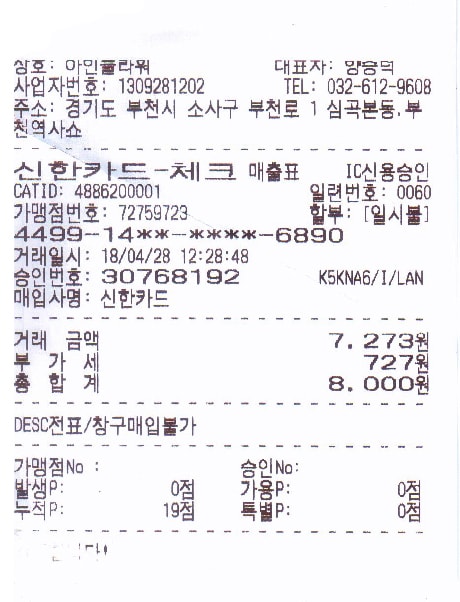 상호: 아인플라워 대표자: 양승덕
사업자번호: 1309281202 TEL: 032-612-9608
주소: 경기도 부천시 소사구 부천로 1 심곡본동.부
천역사쇼
신한카드-체크 매출표 IC신용승인
CATID: 4886200001 일련번호: 0060
가맹점번호: 72759723 할부: [일시불]
4499-14**-****-6890
거래일시: 18/04/28 12:28:48
승인번호: 30768192 K5KNA6/I/LAN
매입사명: 신한카드
거래 금액 7,273원
부 가 세 727원
총 합 계 8,000원
DESC전표/창구매입불가
가맹점No : 승인No:
발생P: 0점 가용P: 0점
누적P: 19점 특별P: 0점